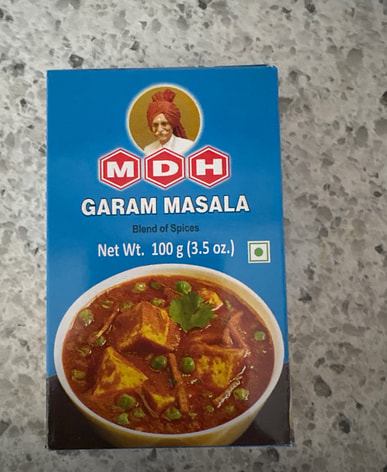 MDH
GARAM MASALA
Blend of Spices
Net Wt. 100 g (3.5 oz.)